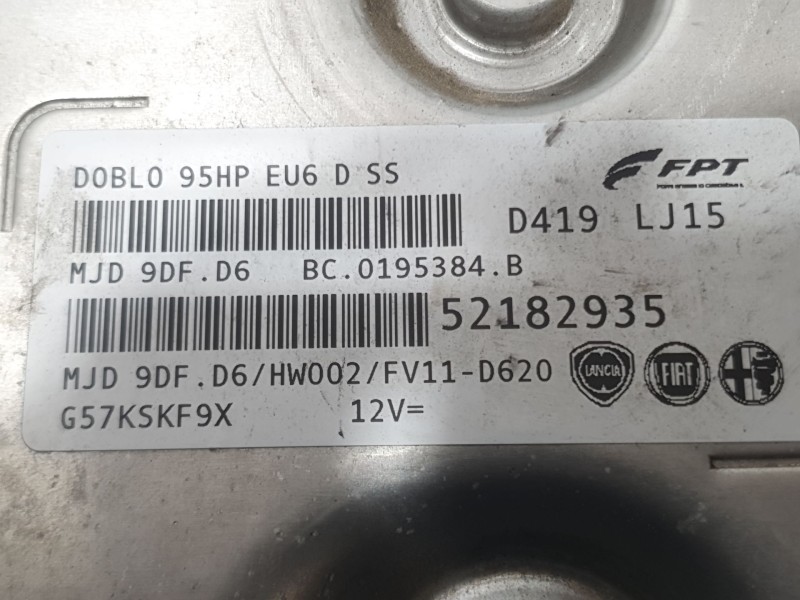 DOBLO 95HP EU6 D SS
FPT
D419 LJ15
MJD 9DF.D6 BC.0195384.B
52182935
MJD 9DF.D6/HW002/FV11-D620
LANCIA FIAT
G57KSKF9X 12V=